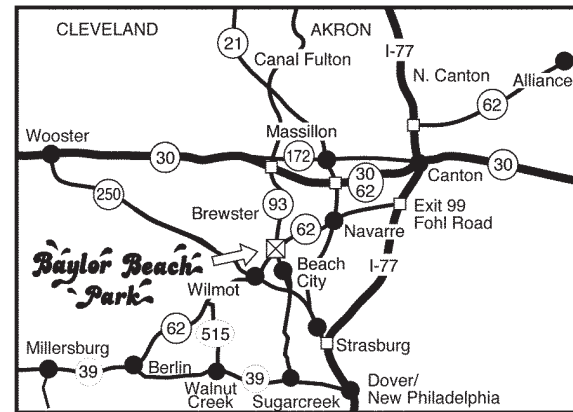 CLEVELAND
AKRON
21
Canal Fulton
I-77
N. Canton
Alliance
62
Wooster
Massillon
30
172
30
62
Canton
30
250
Brewster
93
62
Navarre
Exit 99
Fohl Road
Baylor Beach
Park
Beach
City
I-77
Wilmot
62
515
Strasburg
Millersburg
39
Berlin
Walnut
Creek
39
Sugarcreek
Dover/
New Philadelphia